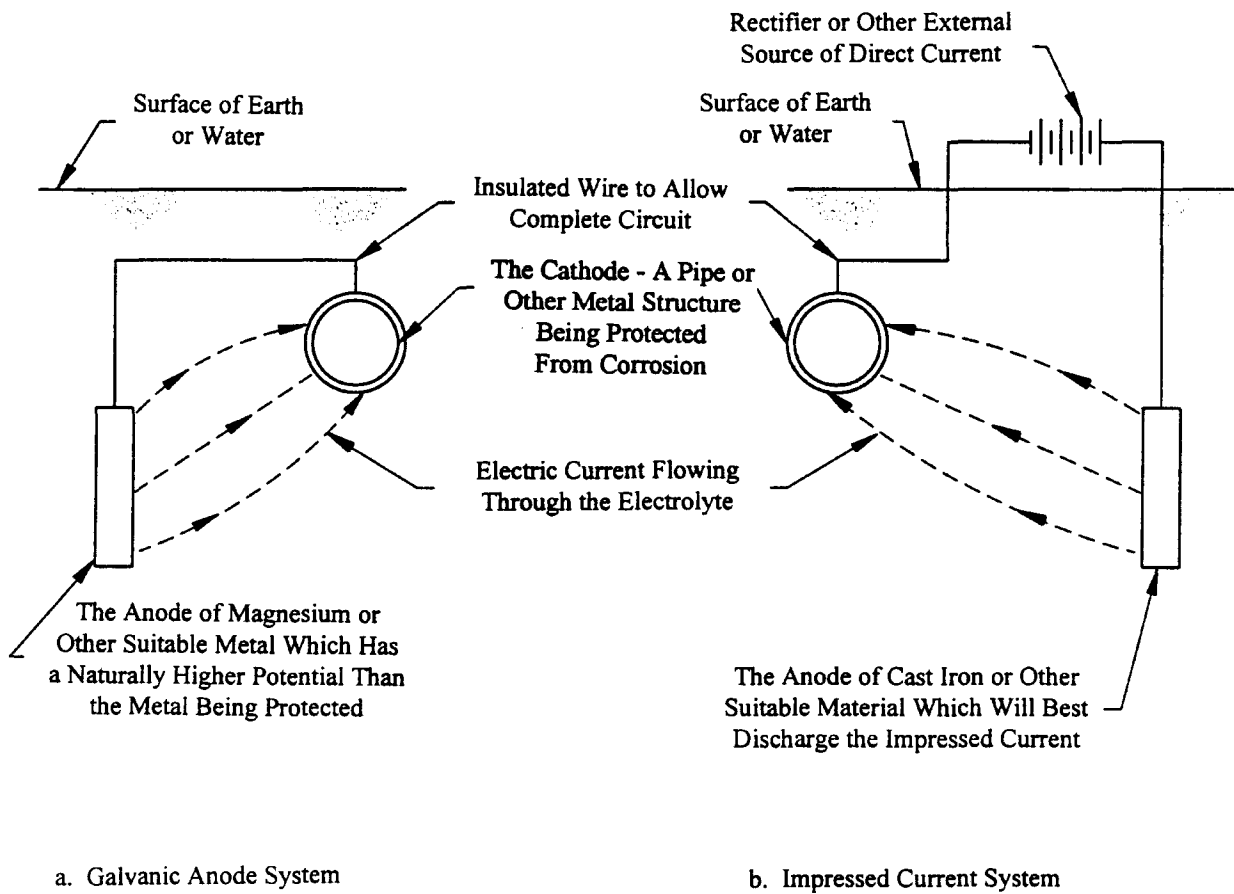 Rectifier or Other External
Source of Direct Current
Surface of Earth
or Water
Surface of Earth
or Water
Insulated Wire to Allow
Complete Circuit
The Cathode - A Pipe or
Other Metal Structure
Being Protected
From Corrosion
Electric Current Flowing
Through the Electrolyte
The Anode of Magnesium or
Other Suitable Metal Which Has
a Naturally Higher Potential Than
the Metal Being Protected
The Anode of Cast Iron or Other
Suitable Material Which Will Best
Discharge the Impressed Current
a. Galvanic Anode System
b. Impressed Current System